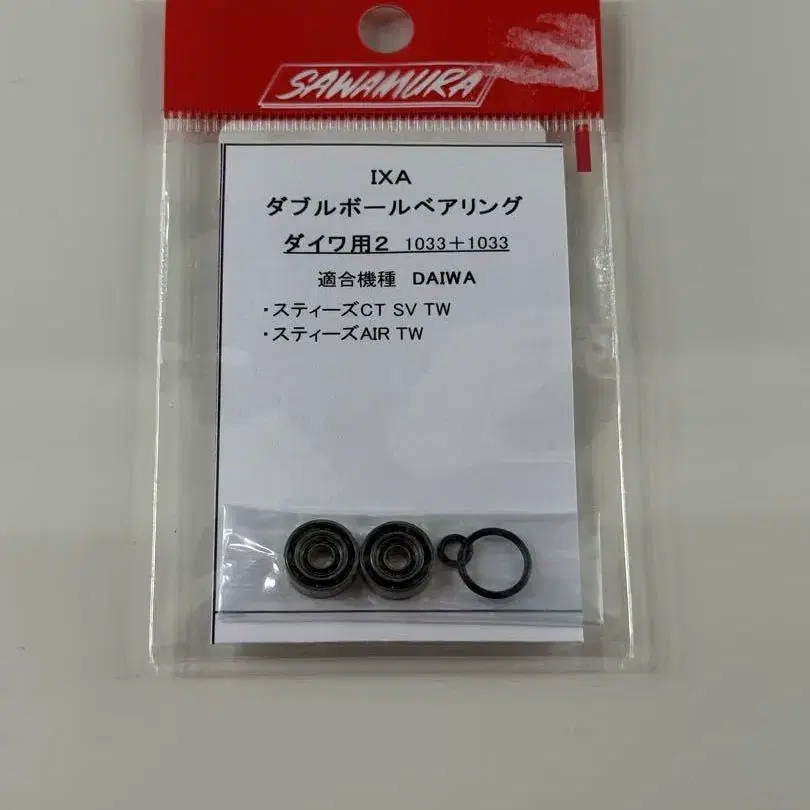 SAWAMURA
IXA
ダブルボールベアリング
ダイワ用2 1033+1033
適合機種 DAIWA
・スティーズCT SV TW
・スティーズAIR TW